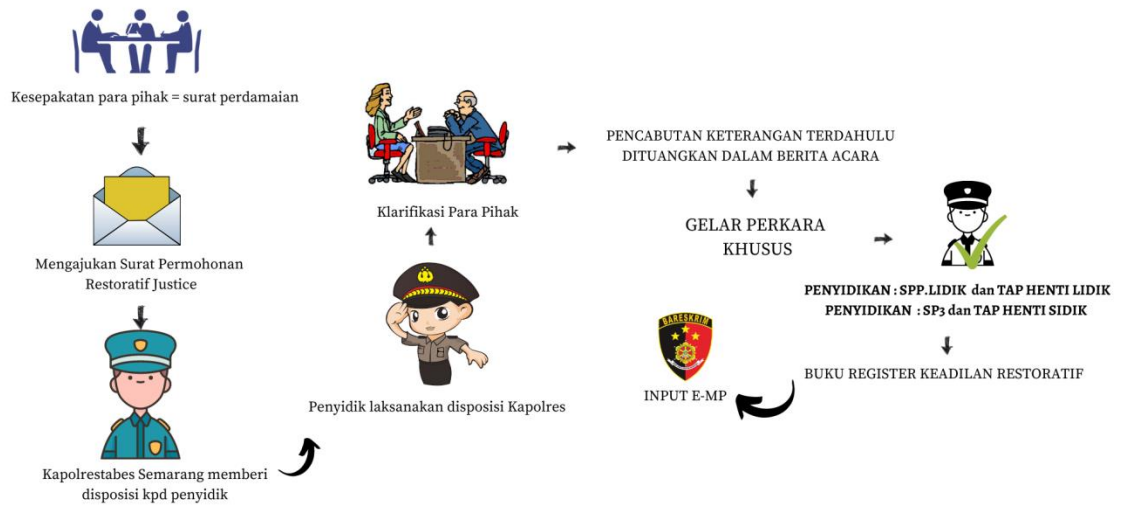 Kesepakatan para pihak = surat perdamaian
Mengajukan Surat Permohonan
Restoratif Justice
Kapolrestabes Semarang memberi
disposisi kpd penyidik
Penyidik laksanakan disposisi Kapolres
Klarifikasi Para Pihak
PENCABUTAN KETERANGAN TERDAHULU
DITUANGKAN DALAM BERITA ACARA
GELAR PERKARA
KHUSUS
PENYIDIKAN : SPP.LIDIK dan TAP HENTI LIDIK
PENYIDIKAN : SP3 dan TAP HENTI SIDIK
BUKU REGISTER KEADILAN RESTORATIF
BARESKRIM
INPUT E-MP